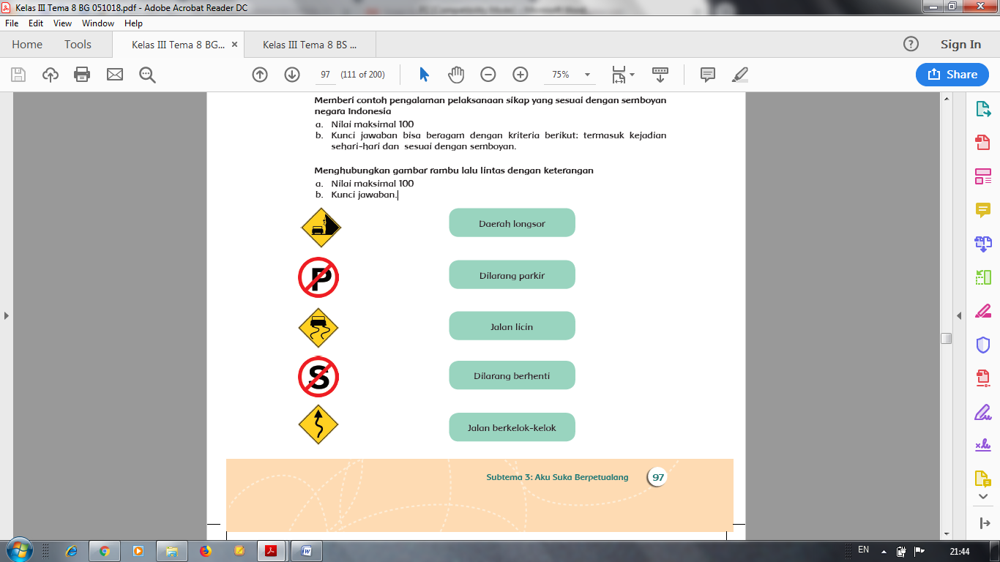 Kelas III Tema 8 BG 051018.pdf - Adobe Acrobat Reader DC
File Edit View Window Help
Home Tools Kelas III Tema 8 BG... × Kelas III Tema 8 BS ... ? Sign In
97 (111 of 200) 75% Share
Memberi contoh pengalaman pelaksanaan sikap yang sesuai dengan semboyan
negara Indonesia
a. Nilai maksimal 100
b. Kunci jawaban bisa beragam dengan kriteria berikut: termasuk kejadian
sehari-hari dan sesuai dengan semboyan.
Menghubungkan gambar rambu lalu lintas dengan keterangan
a. Nilai maksimal 100
b. Kunci jawaban.
Daerah longsor
P
Dilarang parkir
Jalan licin
S
Dilarang berhenti
Jalan berkelok-kelok
Subtema 3: Aku Suka Berpetualang 97
EN 21:44